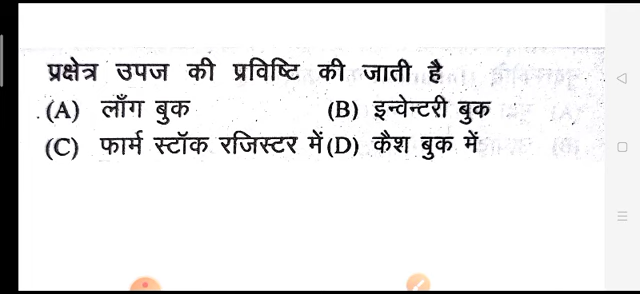 प्रक्षेत्र उपज की प्रविष्टि की जाती है
(A) लाँग बुक (B) इन्वेन्टरी बुक
(C) फार्म स्टॉक रजिस्टर में (D) कैश बुक में